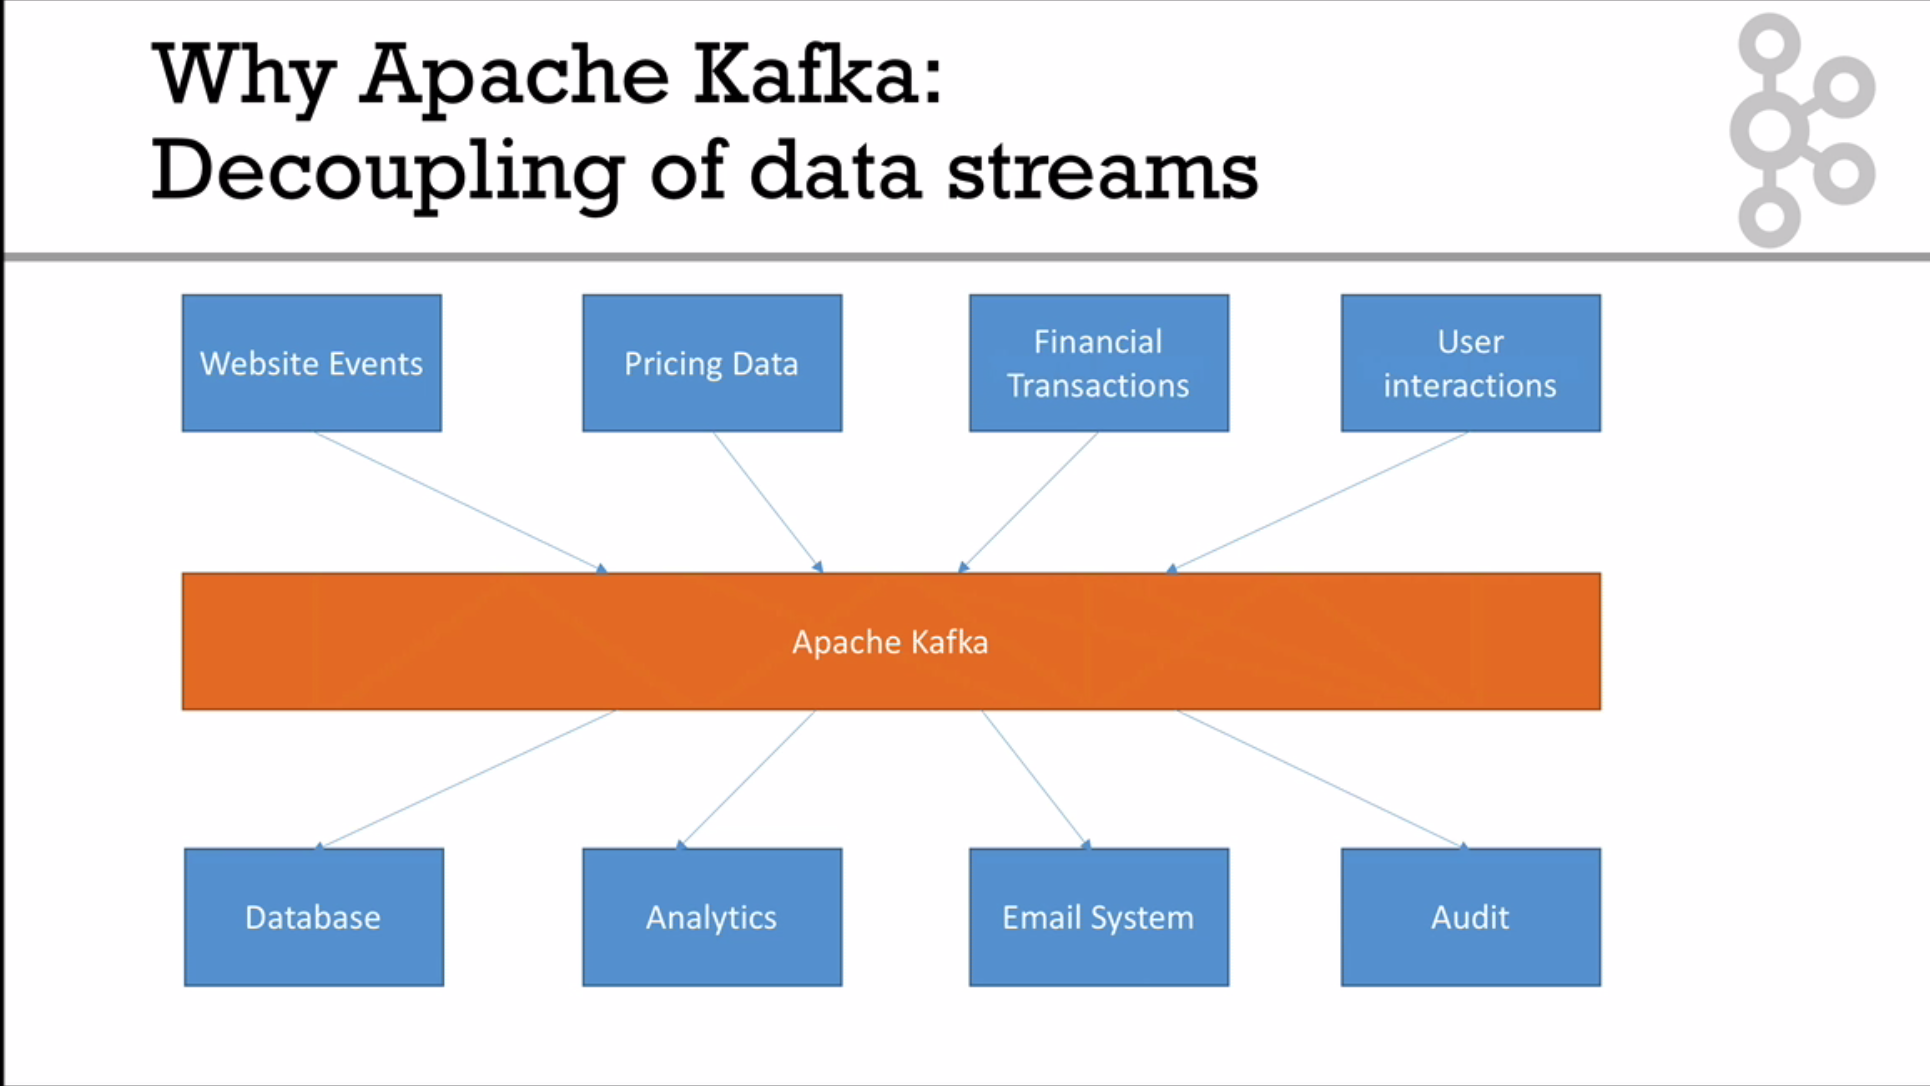 Why Apache Kafka:
Decoupling of data streams
Website Events
Pricing Data
Financial
Transactions
User
interactions
Apache Kafka
Database
Analytics
Email System
Audit